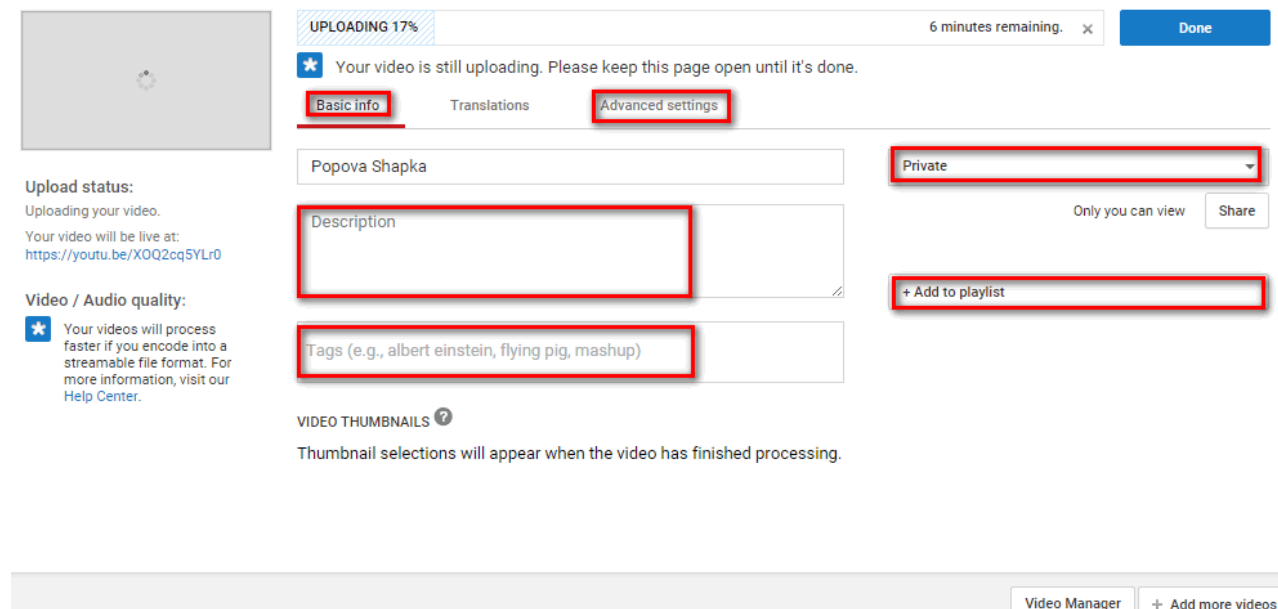 UPLOADING 17%
6 minutes remaining.
Done
Your video is still uploading. Please keep this page open until it's done.
Basic info
Translations
Advanced settings
Popova Shapka
Private
Upload status:
Uploading your video.
Your video will be live at:
https://youtu.be/XOQ2cq5YLr0
Description
Only you can view
Share
+ Add to playlist
Video / Audio quality:
Your videos will process
faster if you encode into a
streamable file format. For
more information, visit our
Help Center.
Tags (e.g., albert einstein, flying pig, mashup)
VIDEO THUMBNAILS ?
Thumbnail selections will appear when the video has finished processing.
Video Manager
+ Add more videos